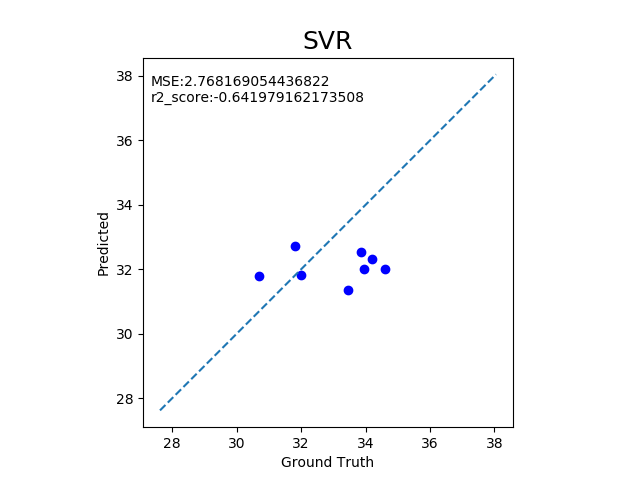 SVR
MSE:2.768169054436822
r2_score:-0.641979162173508
38
36
34
32
30
28
Predicted
28 30 32 34 36 38
Ground Truth